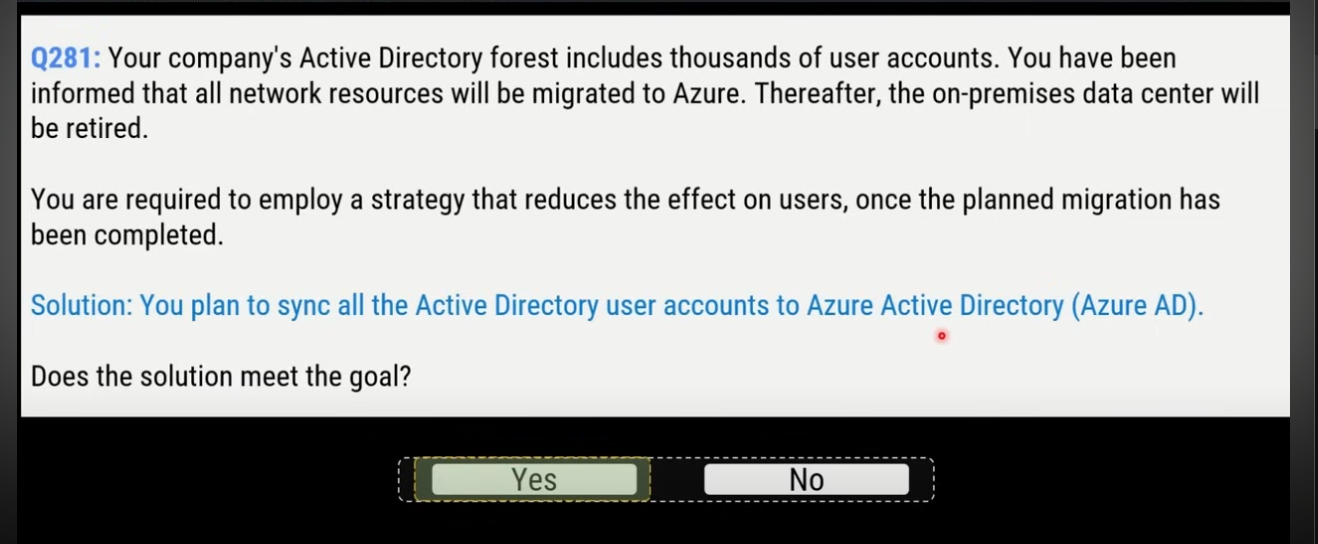 Q281: Your company's Active Directory forest includes thousands of user accounts. You have been
informed that all network resources will be migrated to Azure. Thereafter, the on-premises data center will
be retired.
You are required to employ a strategy that reduces the effect on users, once the planned migration has
been completed.
Solution: You plan to sync all the Active Directory user accounts to Azure Active Directory (Azure AD).
Does the solution meet the goal?
Yes No